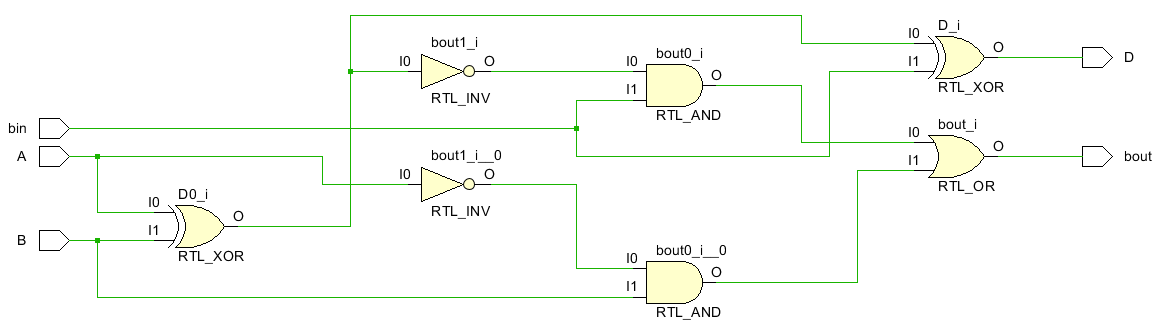 D_i
I0
O
D
I1
RTL_XOR
bout1_i
I0
O
RTL_INV
bout0_i
I0
O
I1
RTL_AND
bin
A
bout_i
I0
O
bout
I1
RTL_OR
bout1_i__0
I0
O
RTL_INV
D0_i
I0
O
I1
RTL_XOR
B
bout0_i__0
I0
O
I1
RTL_AND